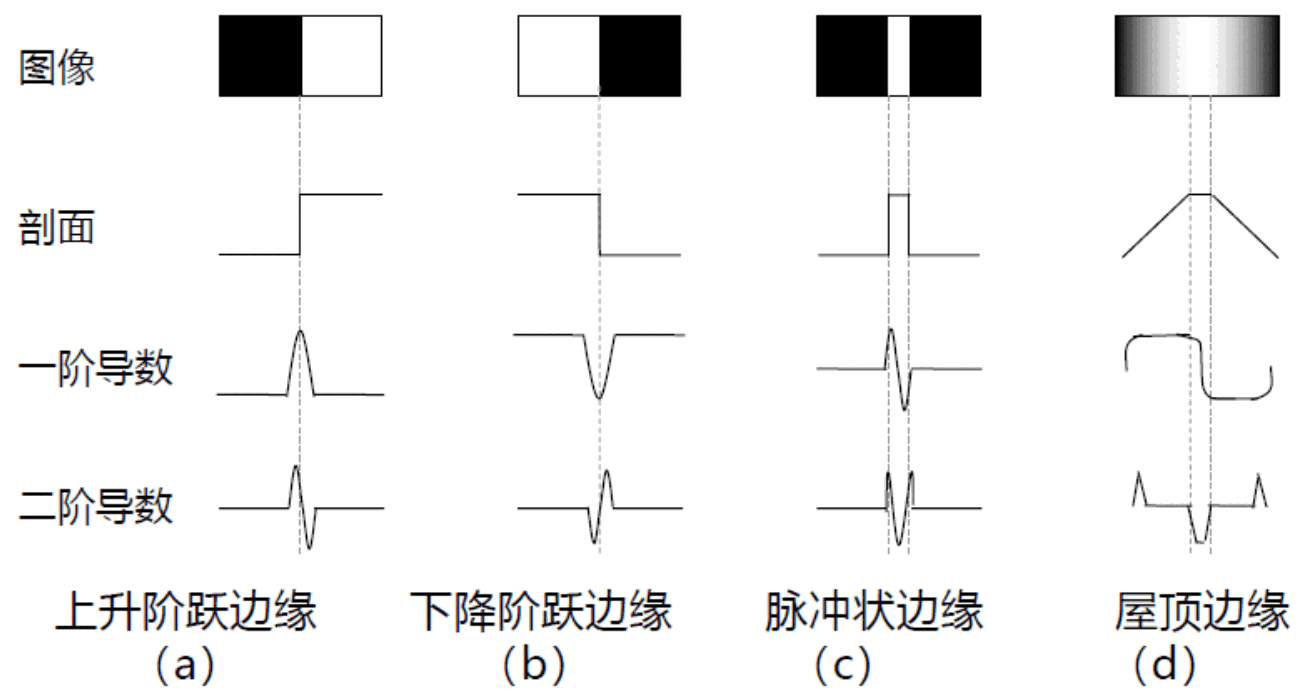 图像
剖面
一阶导数
二阶导数
上升阶跃边缘 下降阶跃边缘 脉冲状边缘 屋顶边缘
（a） （b） （c） （d）